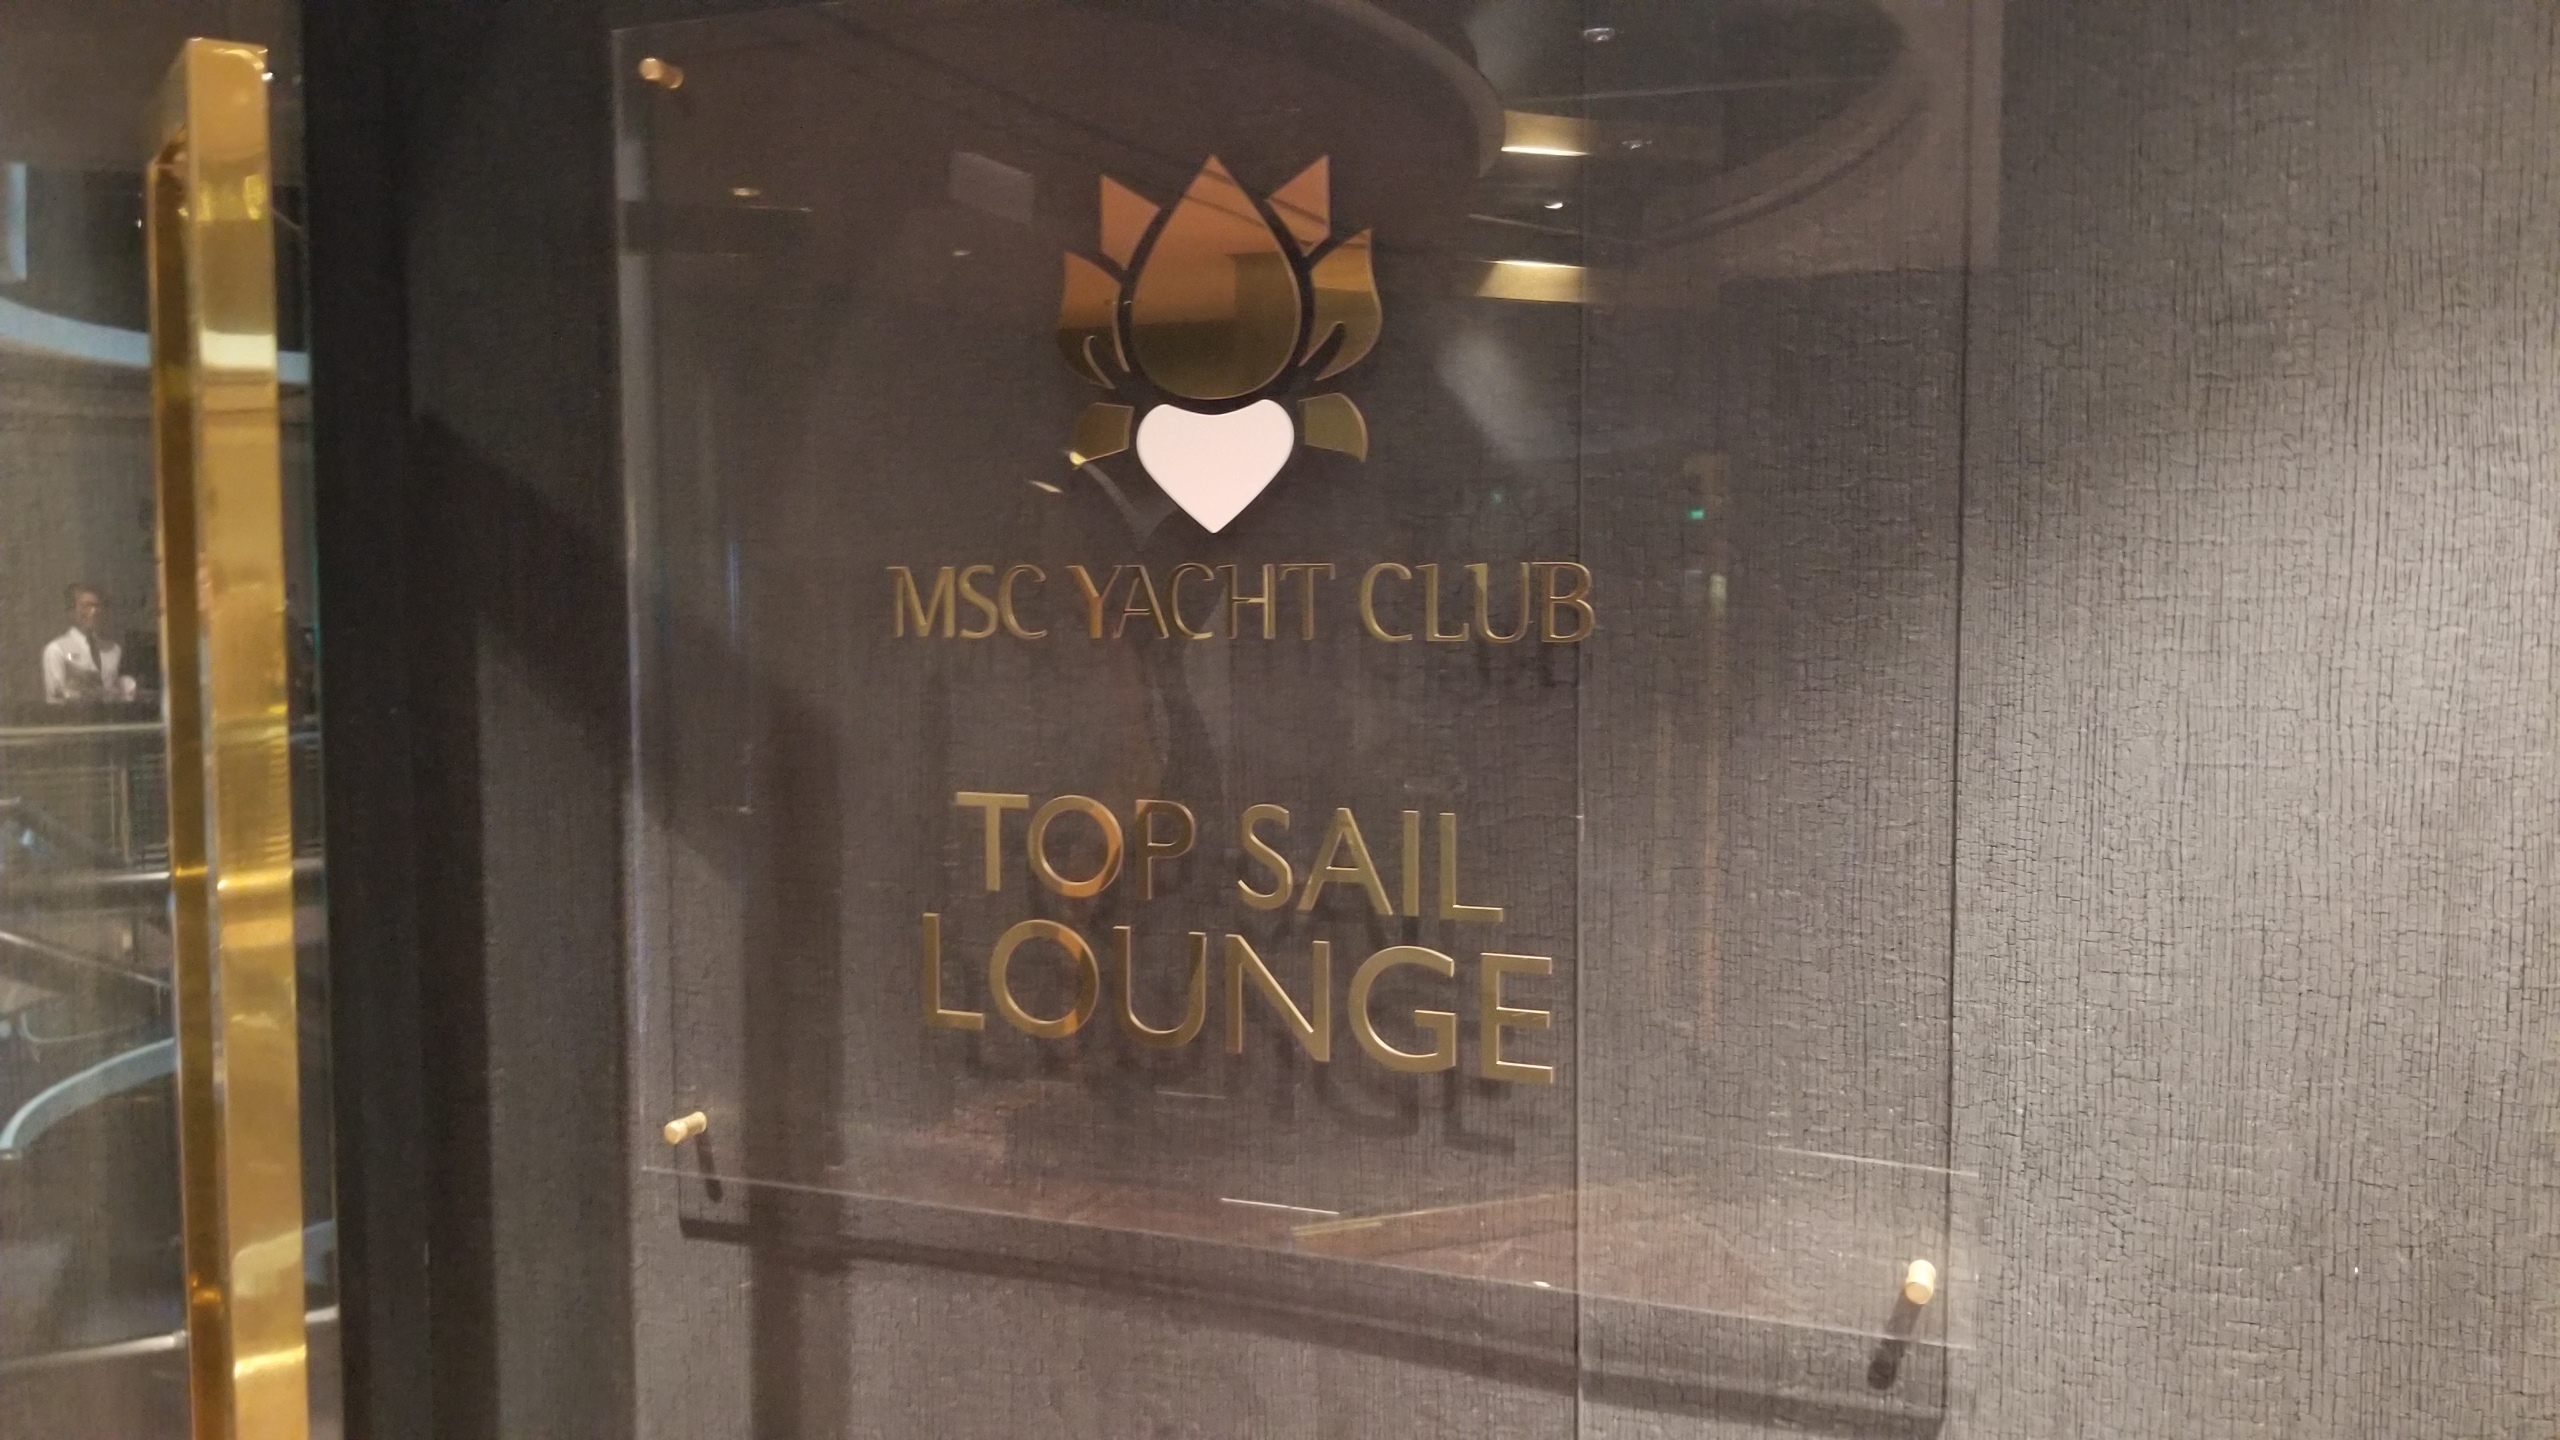 MSC YACHT CLUB
TOP SAIL
LOUNGE